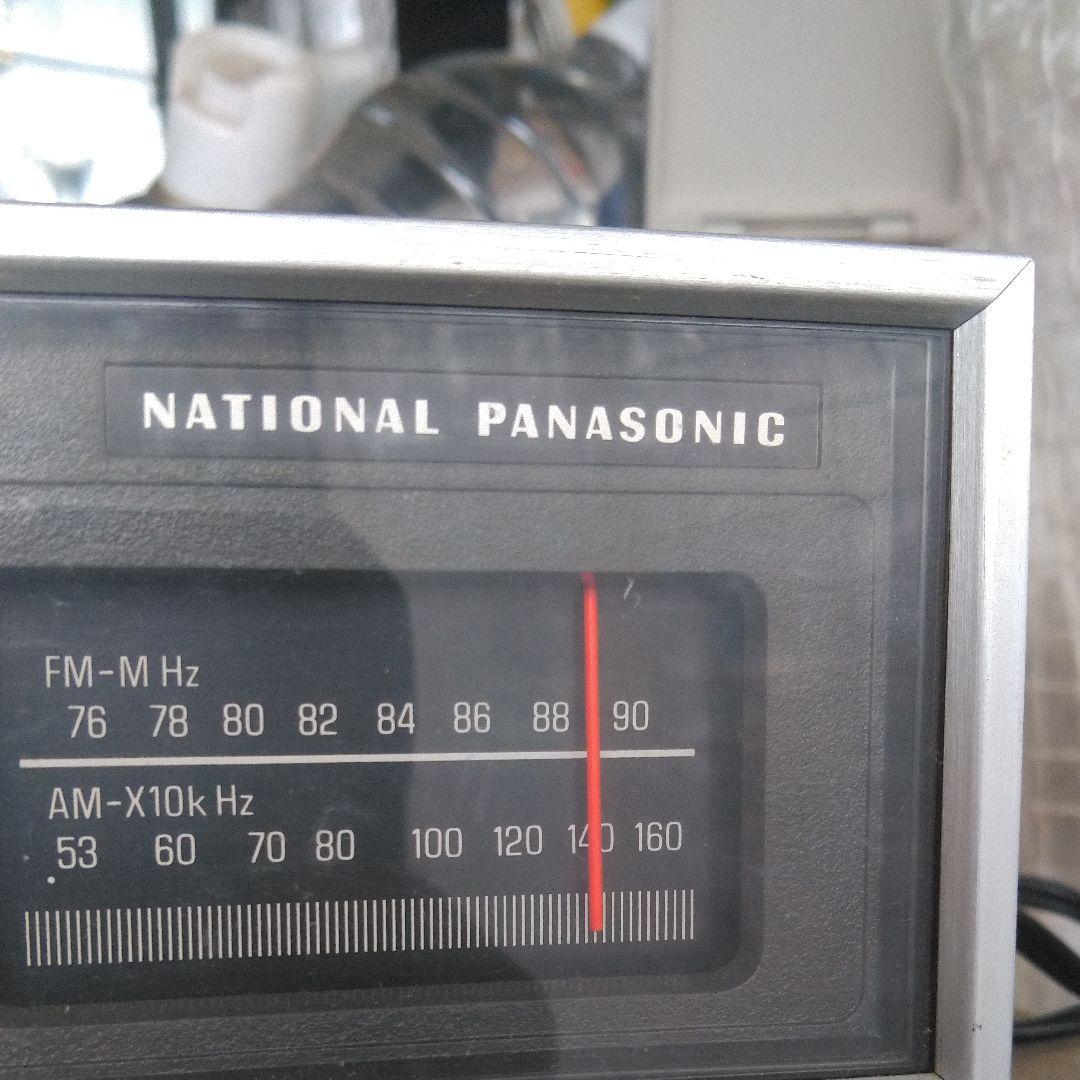 NATIONAL PANASONIC
FM-M Hz
76 78 80 82 84 86 88 90
AM-X10k Hz
53 60 70 80 100 120 140 160